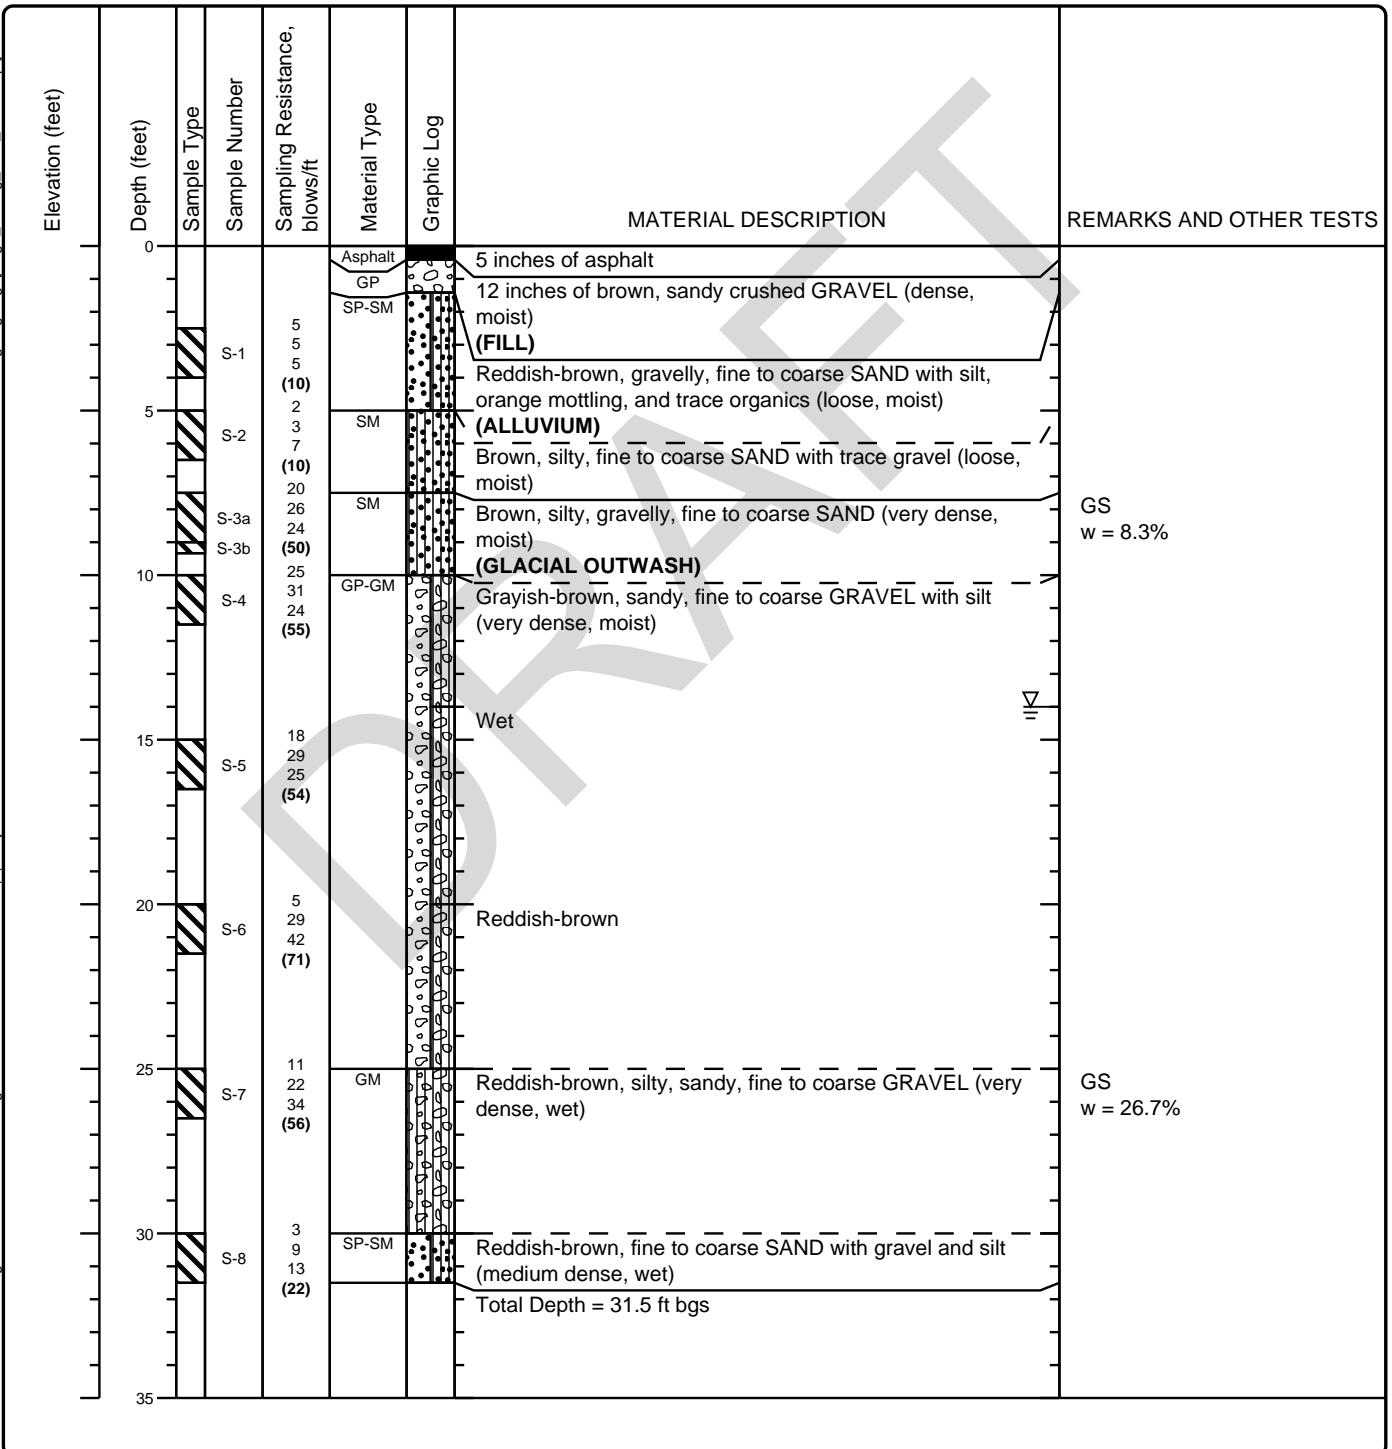 Elevation (feet)
Depth (feet)
Sample Type
Sample Number
Sampling Resistance,
blows/ft
Material Type
Graphic Log
MATERIAL DESCRIPTION
REMARKS AND OTHER TESTS
0
Asphalt
5 inches of asphalt
GP
12 inches of brown, sandy crushed GRAVEL (dense,
moist)
(FILL)
SP-SM
S-1
5
5
5
(10)
Reddish-brown, gravelly, fine to coarse SAND with silt,
orange mottling, and trace organics (loose, moist)
(ALLUVIUM)
5
S-2
2
3
7
(10)
SM
Brown, silty, fine to coarse SAND with trace gravel (loose,
moist)
S-3a
S-3b
20
26
24
(50)
SM
Brown, silty, gravelly, fine to coarse SAND (very dense,
moist)
(GLACIAL OUTWASH)
GS
w = 8.3%
10
S-4
25
31
24
(55)
GP-GM
Grayish-brown, sandy, fine to coarse GRAVEL with silt
(very dense, moist)
Wet
15
S-5
18
29
25
(54)
20
S-6
5
29
42
(71)
Reddish-brown
25
S-7
11
22
34
(56)
GM
Reddish-brown, silty, sandy, fine to coarse GRAVEL (very
dense, wet)
GS
w = 26.7%
30
S-8
3
9
13
(22)
SP-SM
Reddish-brown, fine to coarse SAND with gravel and silt
(medium dense, wet)
Total Depth = 31.5 ft bgs
35
DRAFT